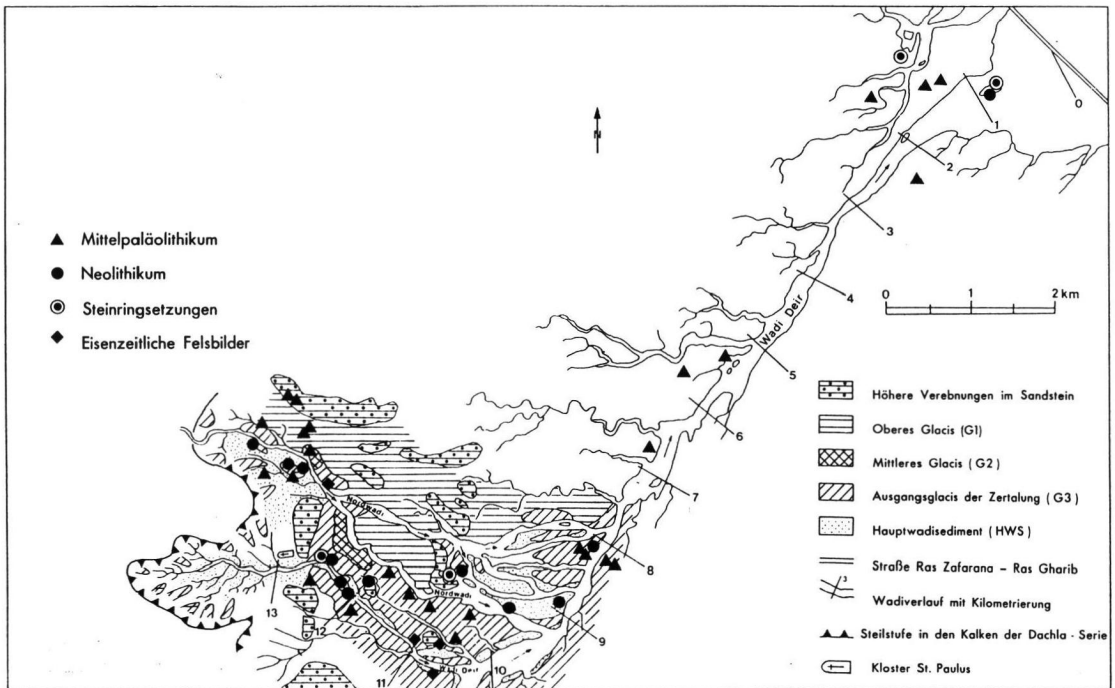 N
Mittelpaläolithikum
Neolithikum
Steinringsetzungen
Eisenzeitliche Felsbilder
0
1
2
3
4
5
6
7
8
9
10
11
12
13
Wadi Deir
0 1 2 km
Nordwadi
Nordwadi
Wadi Deir
Höhere Verebnungen im Sandstein
Oberes Glacis (G1)
Mittleres Glacis (G2)
Ausgangsglacis der Zertalung (G3)
Hauptwadisediment (HWS)
Straße Ras Zafarana - Ras Gharib
3
Wadiverlauf mit Kilometrierung
Steilstufe in den Kalken der Dachla - Serie
Kloster St. Paulus